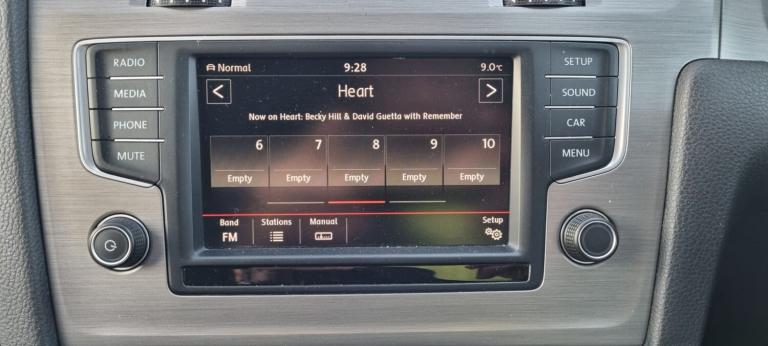 RADIO
MEDIA
PHONE
MUTE
Normal 9:28 9.0°C
< Heart >
Now on Heart: Becky Hill & David Guetta with Remember
6 7 8 9 10
Empty Empty Empty Empty Empty
Band Stations Manual Setup
FM
SETUP
SOUND
CAR
MENU